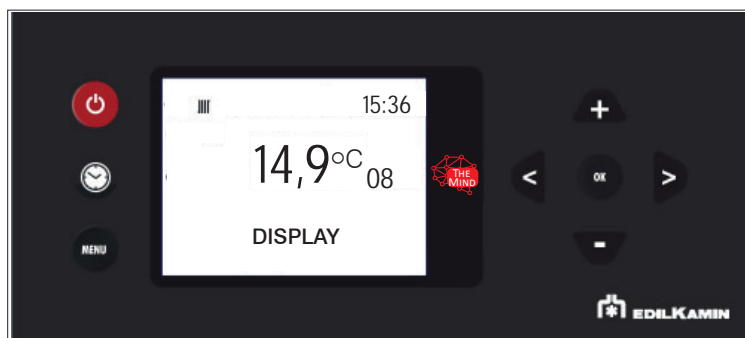 15:36
14,9°C 08
DISPLAY
THE
MIND
MENU
+
<
OK
>
-
EDILKAMIN